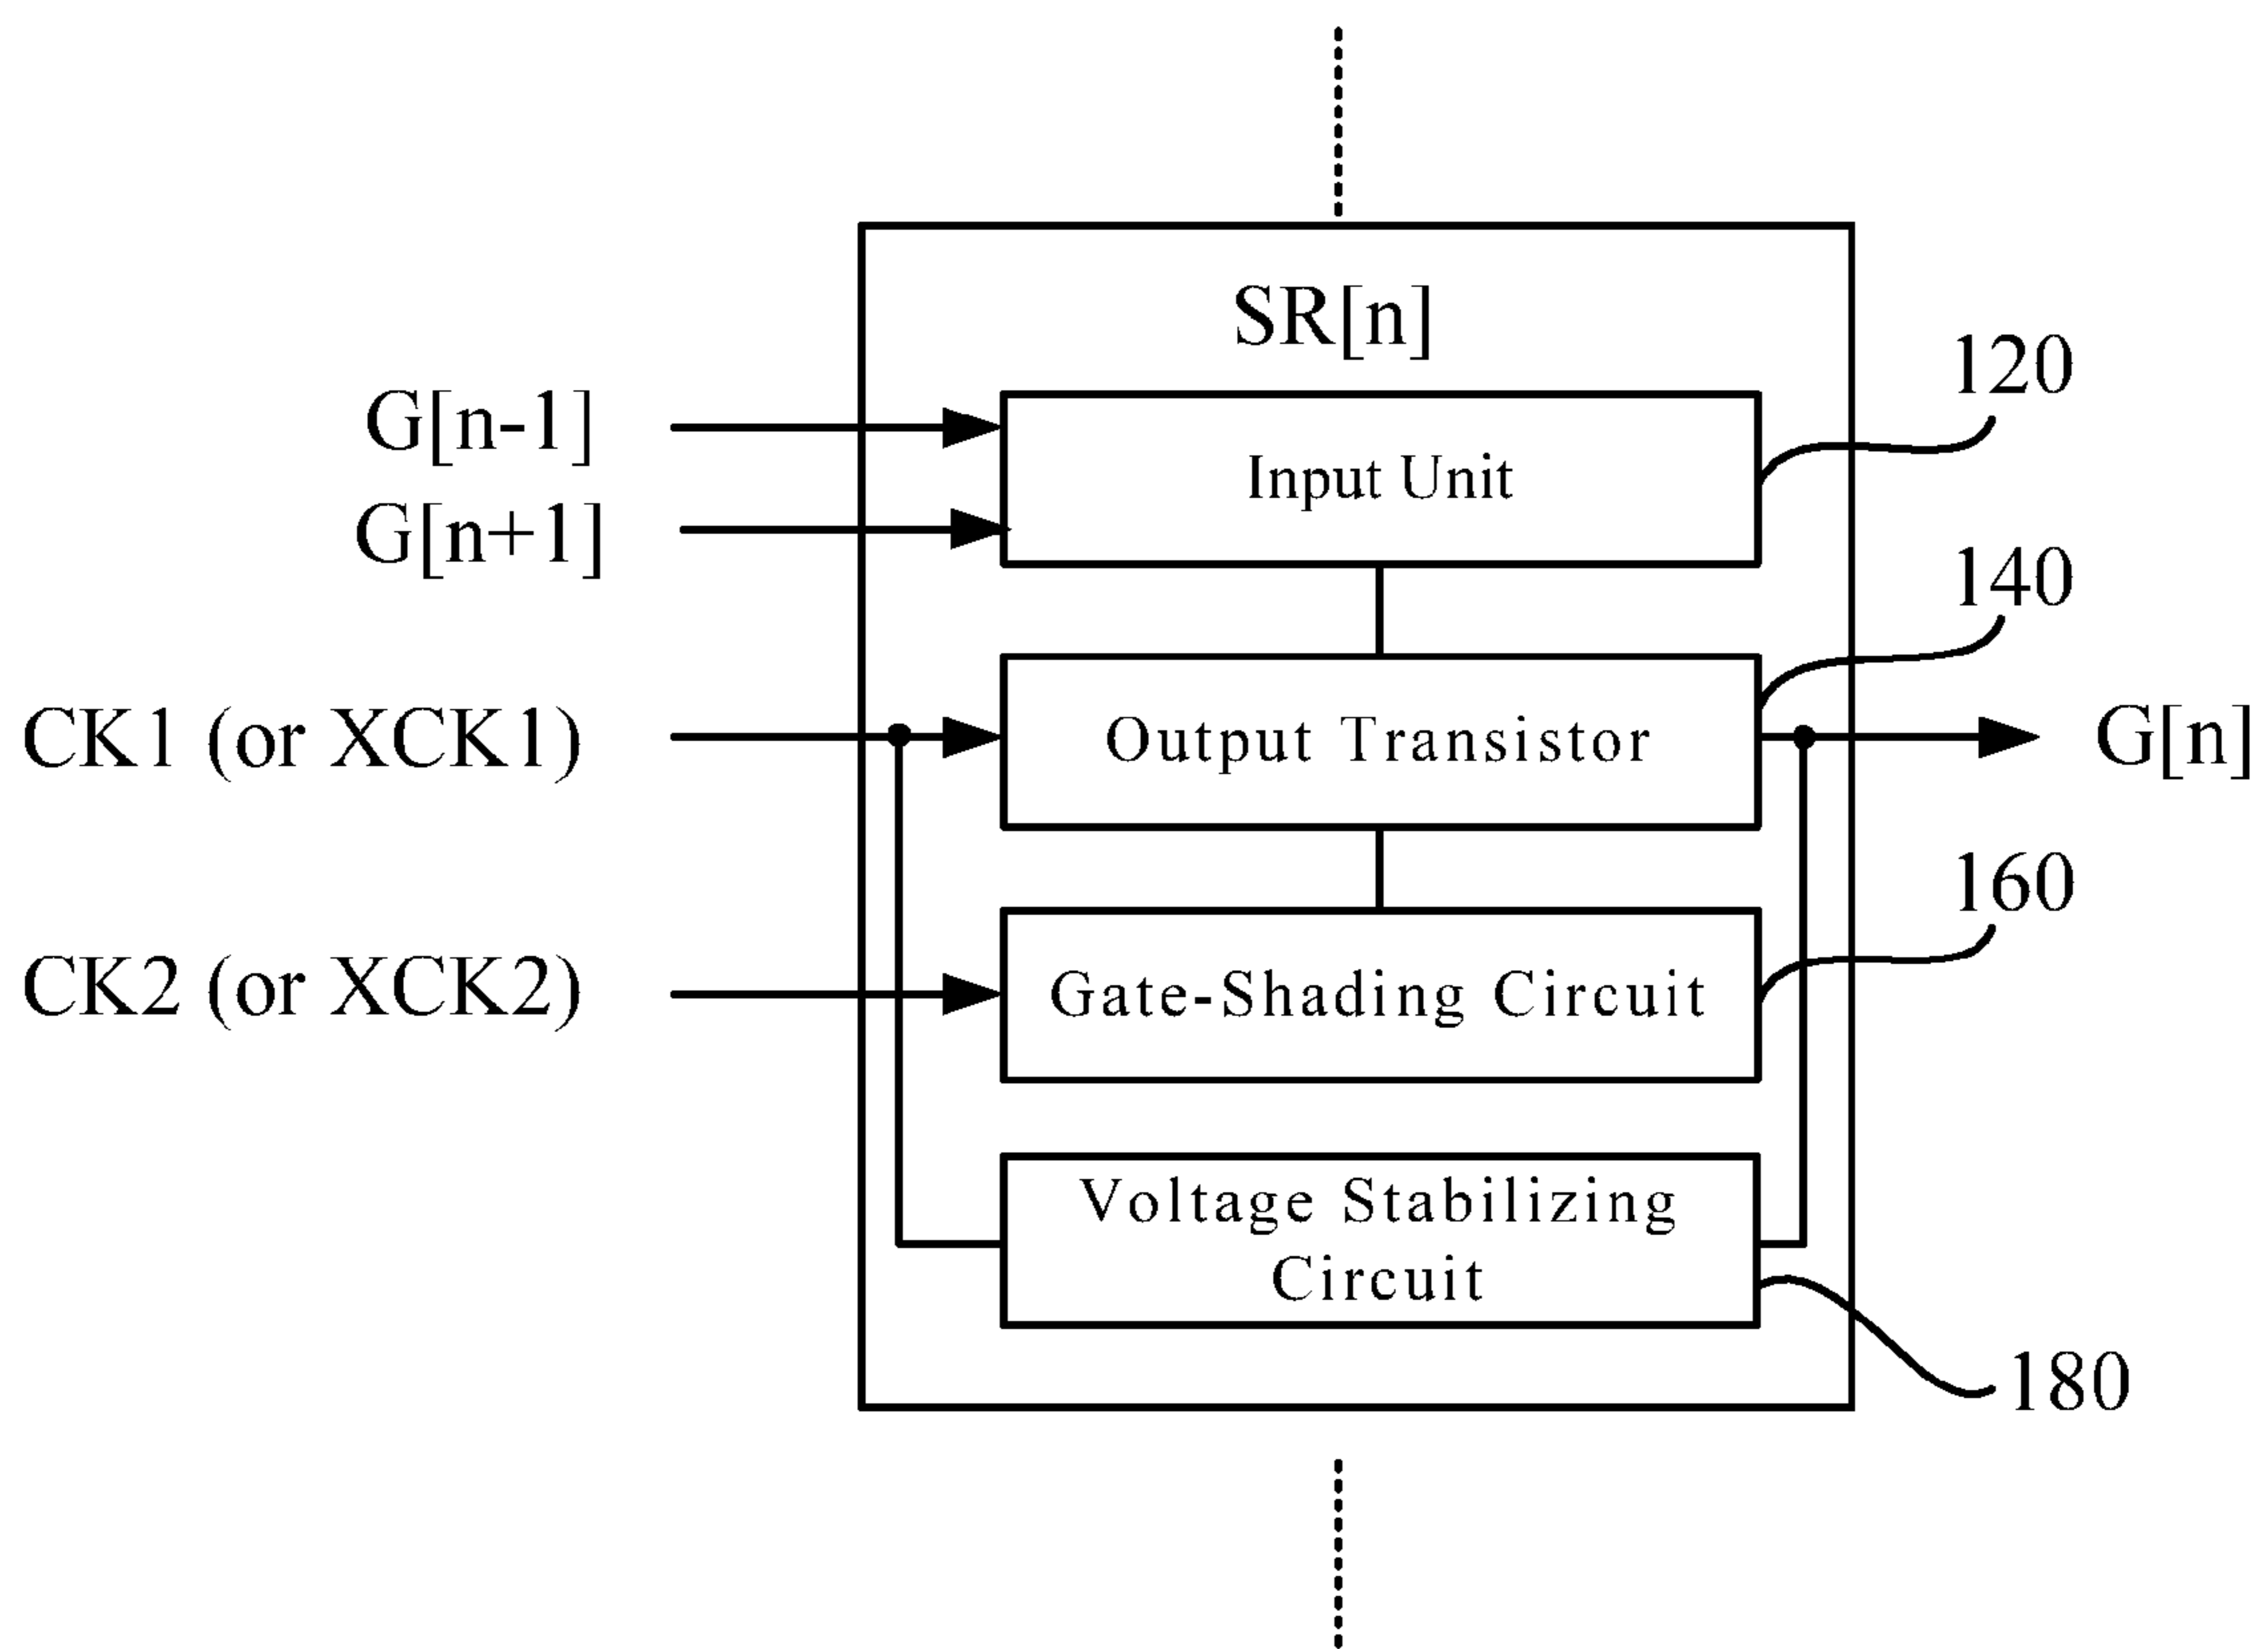 SR[n]
120
G[n-1]
Input Unit
G[n+1]
140
CK1 (or XCK1)
Output Transistor
G[n]
160
CK2 (or XCK2)
Gate-Shading Circuit
Voltage Stabilizing
Circuit
180